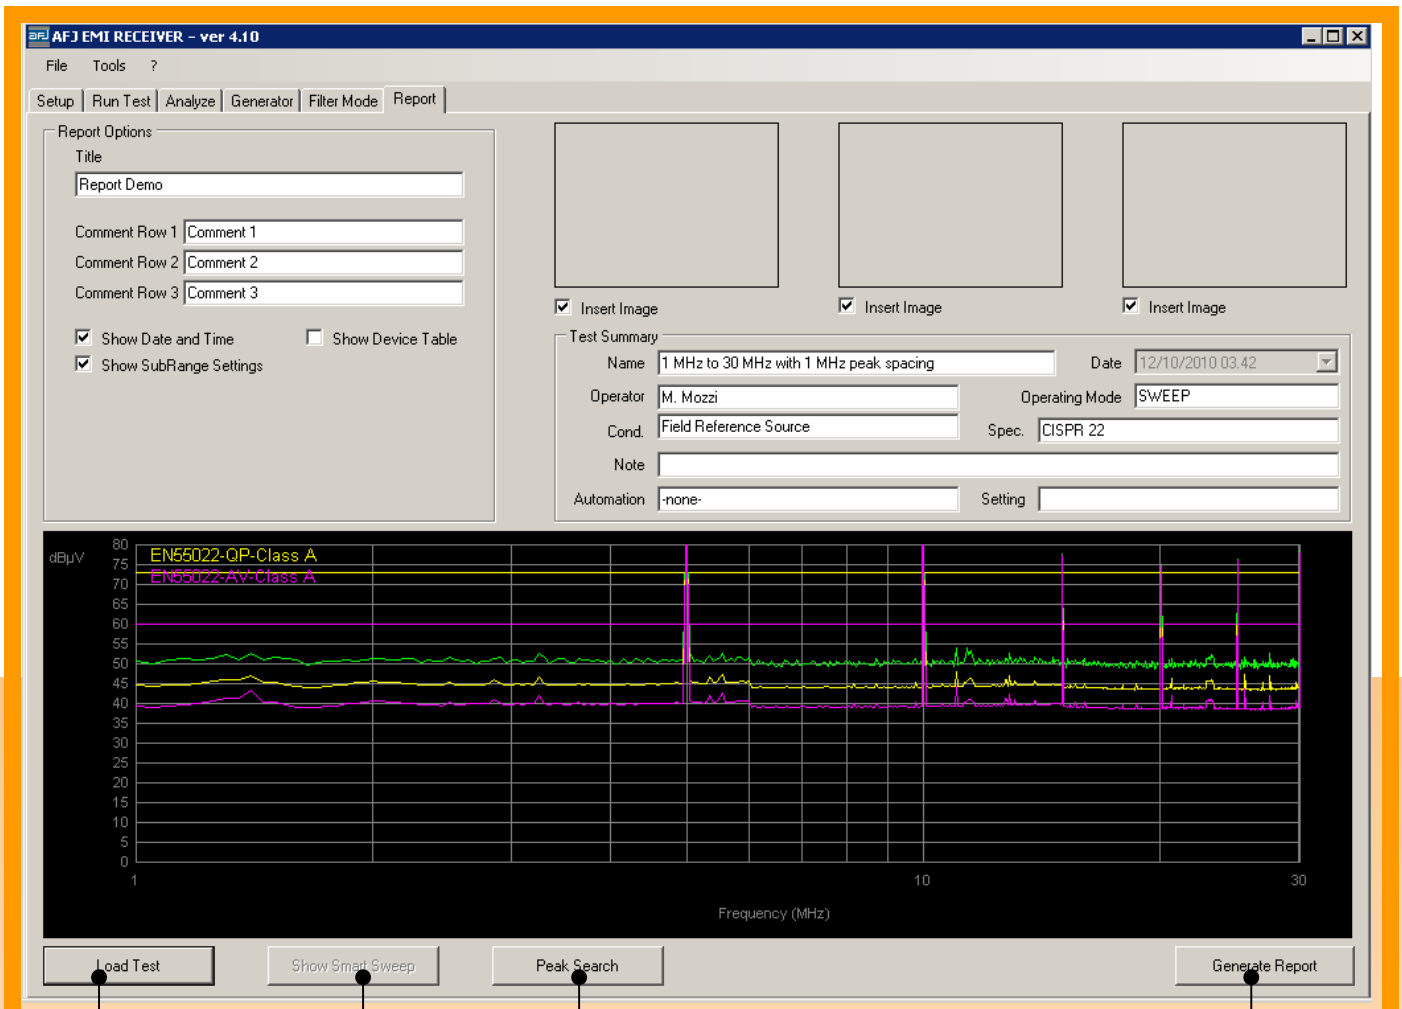 AFJ AFJ EMI RECEIVER - ver 4.10
File Tools ?
Setup Run Test Analyze Generator Filter Mode Report
Report Options
Title
Report Demo
Comment Row 1 Comment 1
Comment Row 2 Comment 2
Comment Row 3 Comment 3
Show Date and Time Show Device Table
Show SubRange Settings
Insert Image Insert Image Insert Image
Test Summary
Name 1 MHz to 30 MHz with 1 MHz peak spacing Date 12/10/2010 03.42
Operator M. Mozzi Operating Mode SWEEP
Cond. Field Reference Source Spec. CISPR 22
Note
Automation -none- Setting
dBµV
80
75
70
65
60
55
50
45
40
35
30
25
20
15
10
5
0
EN55022-QP-Class A
EN55022-AV-Class A
1 10 30
Frequency (MHz)
Load Test Show Smart Sweep Peak Search Generate Report